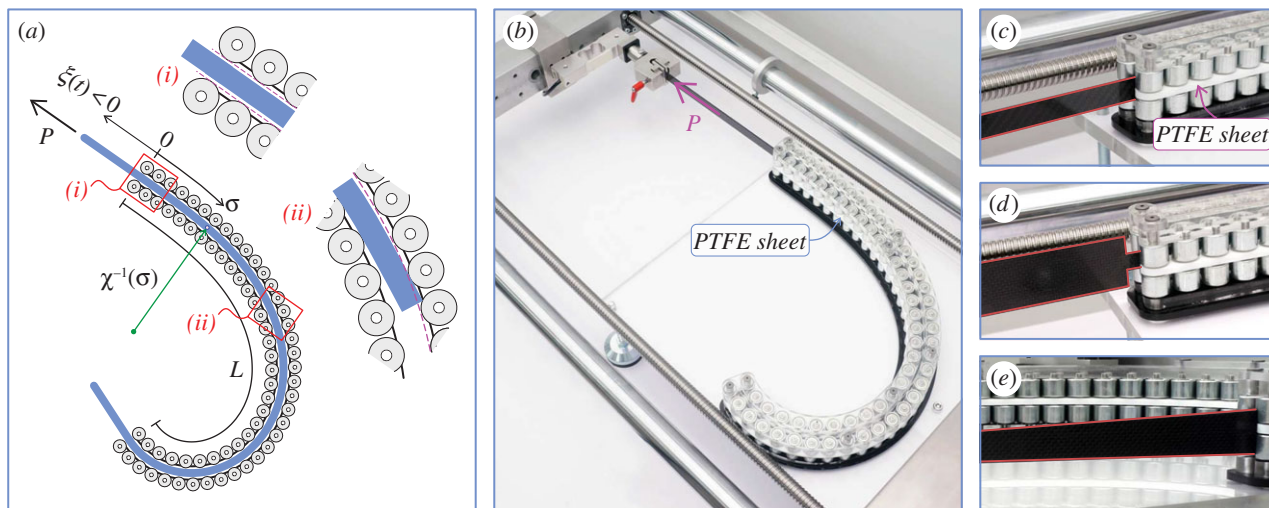 (a)
(i)
ξ(t) < 0
P
0
(i)
σ
(ii)
χ⁻¹(σ)
(ii)
L
(b)
P
PTFE sheet
(c)
PTFE sheet
(d)
(e)